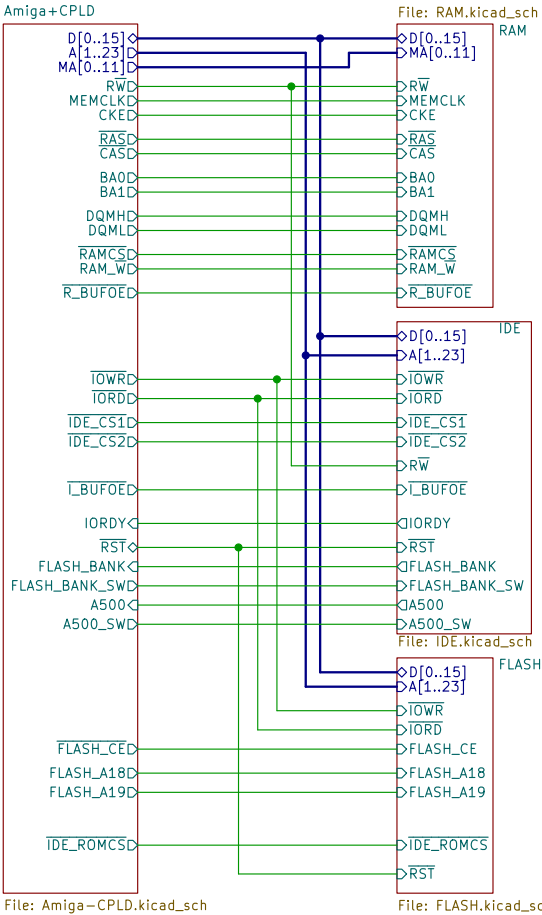 Amiga+CPLD
D[0..15]
A[1..23]
MA[0..11]
RW
MEMCLK
CKE
RAS
CAS
BA0
BA1
DQMH
DQML
RAMCS
RAM_W
R_BUFOE
IOWR
IORD
IDE_CS1
IDE_CS2
I_BUFOE
IORDY
RST
FLASH_BANK
FLASH_BANK_SW
A500
A500_SW
FLASH_CE
FLASH_A18
FLASH_A19
IDE_ROMCS
File: Amiga-CPLD.kicad_sch
File: RAM.kicad_sch
RAM
D[0..15]
MA[0..11]
RW
MEMCLK
CKE
RAS
CAS
BA0
BA1
DQMH
DQML
RAMCS
RAM_W
R_BUFOE
IDE
D[0..15]
A[1..23]
IOWR
IORD
IDE_CS1
IDE_CS2
RW
I_BUFOE
IORDY
RST
FLASH_BANK
FLASH_BANK_SW
A500
A500_SW
File: IDE.kicad_sch
FLASH
D[0..15]
A[1..23]
IOWR
IORD
FLASH_CE
FLASH_A18
FLASH_A19
IDE_ROMCS
RST
File: FLASH.kicad_sc